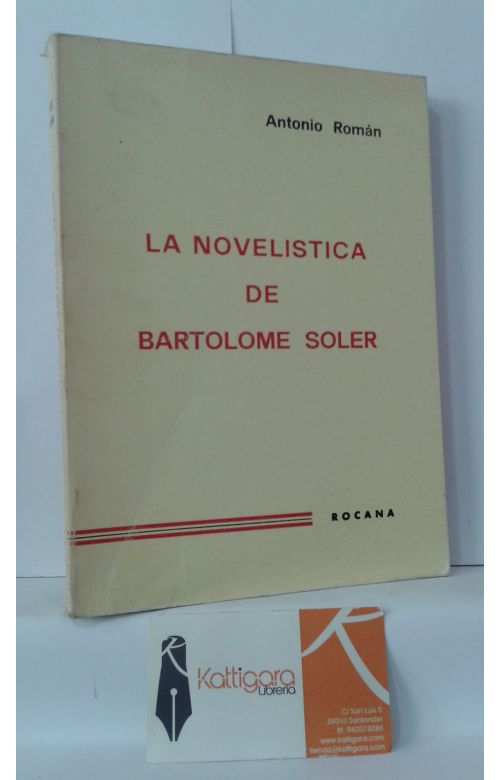 Antonio Román
LA NOVELISTICA
DE
BARTOLOME SOLER
ROCANA
Kattigara
Librería
C/ San Luis 5
39010 Santander
tlf: 942074286
www.kattigara.com
tienda@kattigara.com